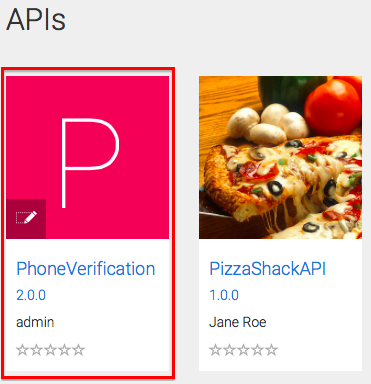 APIs
P
PhoneVerification
2.0.0
admin
PizzaShackAPI
1.0.0
Jane Roe